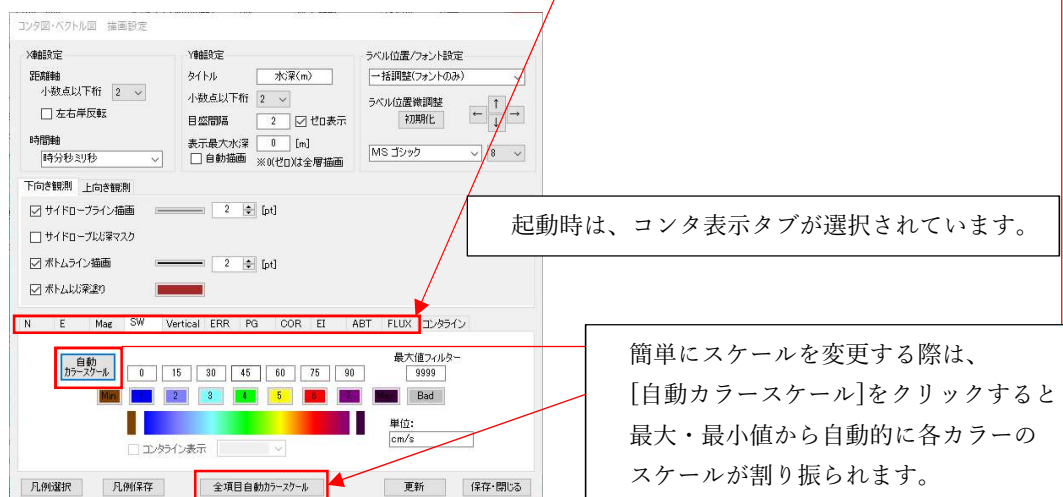 コンタ図・ベクトル図 描画設定
X軸設定
距離軸
小数点以下桁 2
左右岸反転
時間軸
時分秒ミリ秒
Y軸設定
タイトル 水深(m)
小数点以下桁 2
目盛間隔 2 ゼロ表示
表示最大水深 0 [m]
自動描画 ※0(ゼロ)は全層描画
ラベル位置/フォント設定
一括調整(フォントのみ)
ラベル位置微調整
初期化 ← ↑ ↓ →
MS ゴシック 8
下向き観測 上向き観測
サイドローブライン描画 2 [pt]
サイドローブ以深マスク
ボトムライン描画 2 [pt]
ボトム以深塗り
起動時は、コンタ表示タブが選択されています。
N E Mag SW Vertical ERR PG COR EI ABT FLUX コンタライン
自動
カラースケール
0 15 30 45 60 75 90
最大値フィルター
9999
Min 1 2 3 4 5 6 7 Bad
単位:
cm/s
コンタライン表示
簡単にスケールを変更する際は、
[自動カラースケール]をクリックすると
最大・最小値から自動的に各カラーの
スケールが割り振られます。
凡例選択 凡例保存 全項目自動カラースケール 更新 保存・閉じる